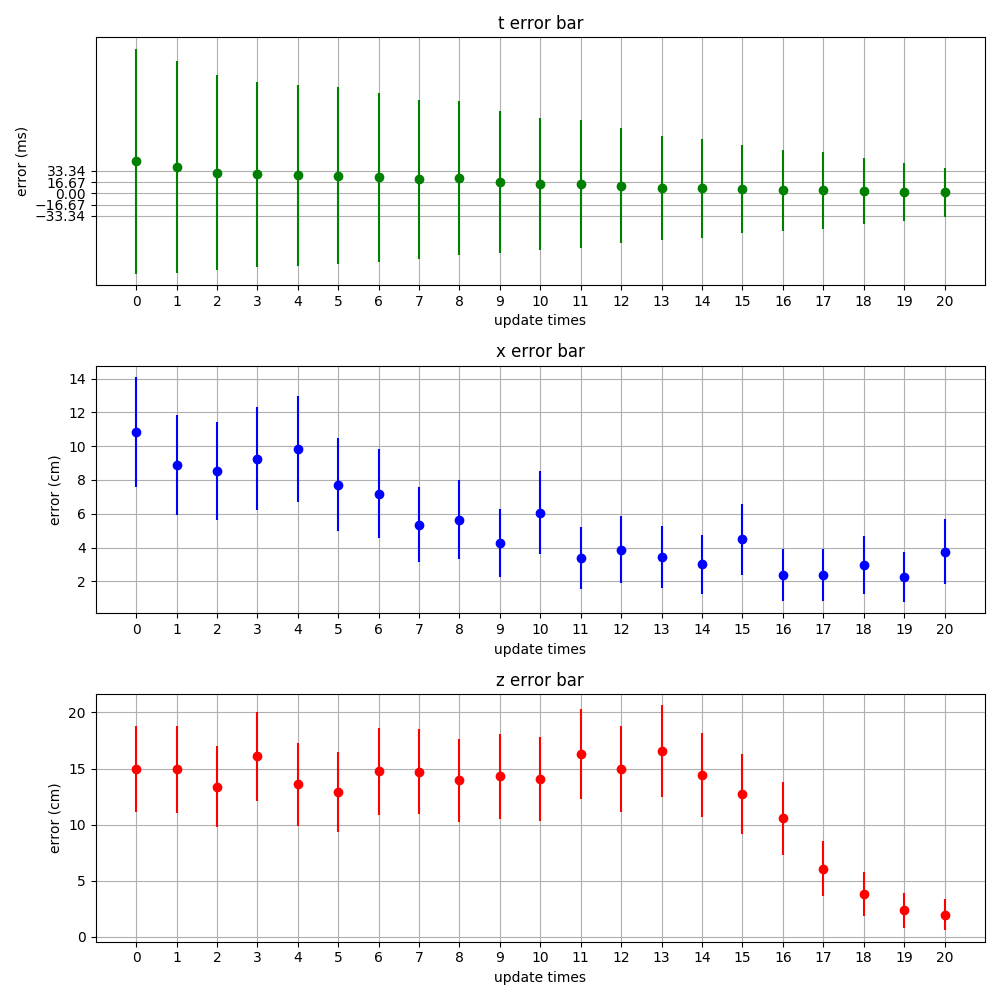 t error bar
error (ms)
33.34
16.67
0.00
−16.67
−33.34
0 1 2 3 4 5 6 7 8 9 10 11 12 13 14 15 16 17 18 19 20
update times
x error bar
error (cm)
14
12
10
8
6
4
2
0 1 2 3 4 5 6 7 8 9 10 11 12 13 14 15 16 17 18 19 20
update times
z error bar
error (cm)
20
15
10
5
0
0 1 2 3 4 5 6 7 8 9 10 11 12 13 14 15 16 17 18 19 20
update times